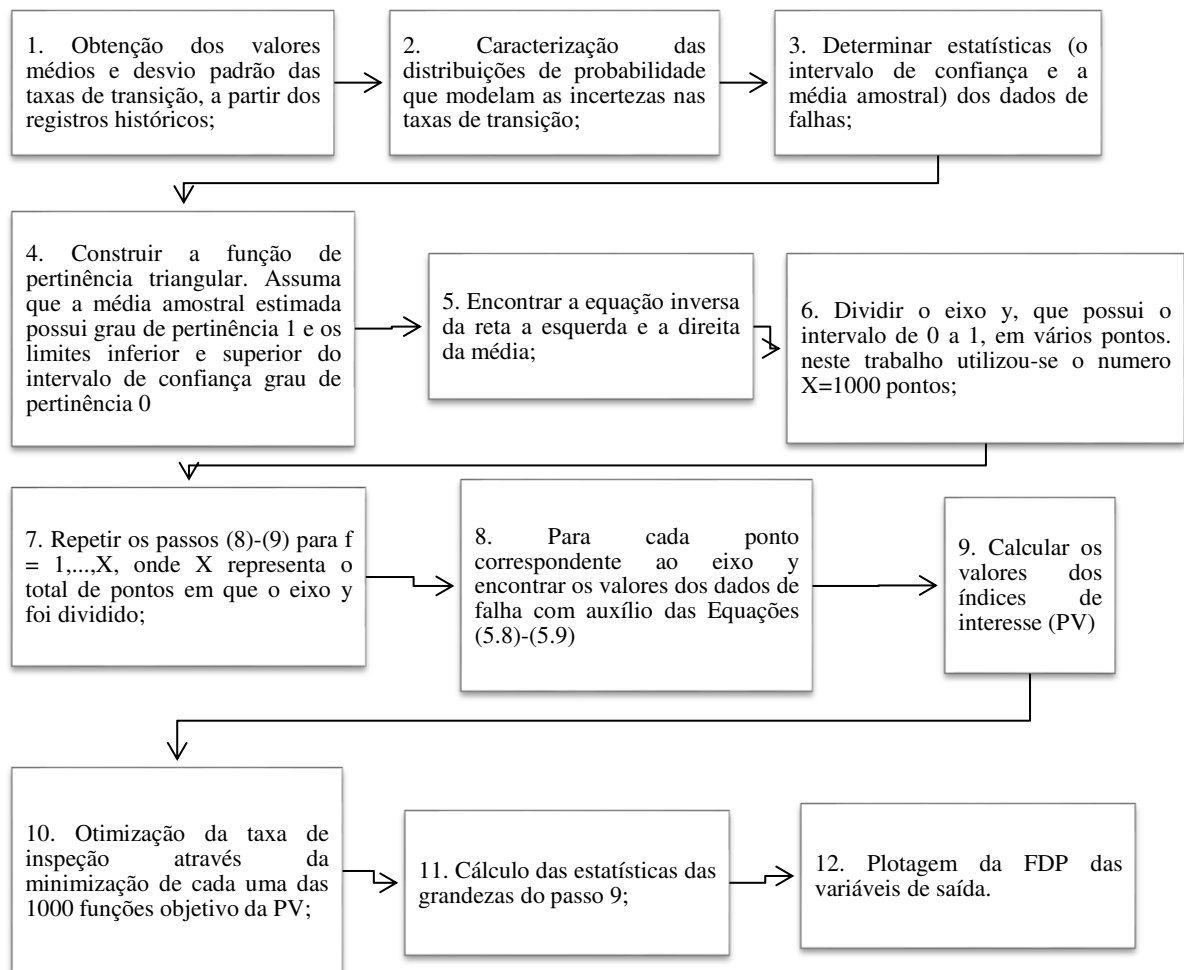 1. Obtenção dos valores
médios e desvio padrão das
taxas de transição, a partir dos
registros históricos;
2. Caracterização das
distribuições de probabilidade
que modelam as incertezas nas
taxas de transição;
3. Determinar estatísticas (o
intervalo de confiança e a
média amostral) dos dados de
falhas;
4. Construir a função de
pertinência triangular. Assuma
que a média amostral estimada
possui grau de pertinência 1 e os
limites inferior e superior do
intervalo de confiança grau de
pertinência 0
5. Encontrar a equação inversa
da reta a esquerda e a direita
da média;
6. Dividir o eixo y, que possui o
intervalo de 0 a 1, em vários pontos.
neste trabalho utilizou-se o numero
X=1000 pontos;
7. Repetir os passos (8)-(9) para f
= 1,...,X, onde X representa o
total de pontos em que o eixo y
foi dividido;
8. Para cada ponto
correspondente ao eixo y
encontrar os valores dos dados de
falha com auxílio das Equações
(5.8)-(5.9)
9. Calcular os
valores dos
índices de
interesse (PV)
10. Otimização da taxa de
inspeção através da
minimização de cada uma das
1000 funções objetivo da PV;
11. Cálculo das estatísticas das
grandezas do passo 9;
12. Plotagem da FDP das
variáveis de saída.